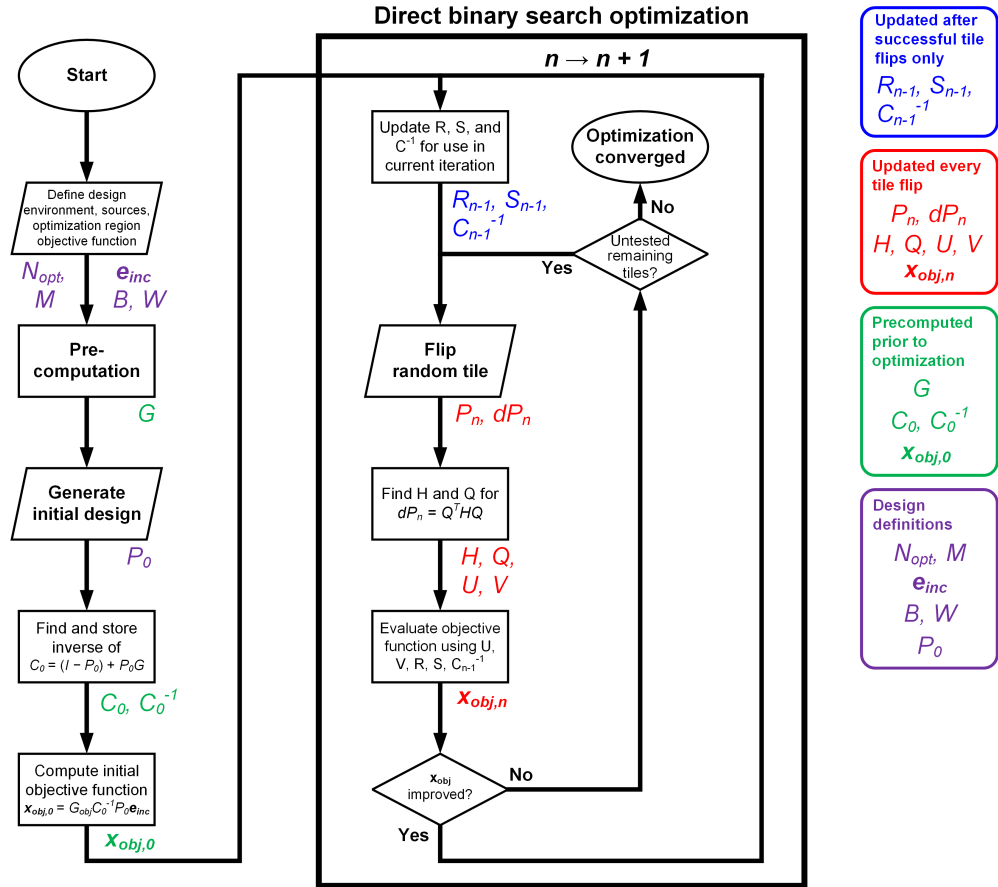 Direct binary search optimization
Start
Define design
environment, sources,
optimization region
objective function
N_opt, e_inc
M B, W
Pre-
computation
G
Generate
initial design
P_0
Find and store
inverse of
C_0 = (I − P_0) + P_0G
C_0, C_0^-1
Compute initial
objective function
x_obj,0 = G_objC_0^-1P_0e_inc
x_obj,0
n → n + 1
Update R, S, and
C^-1 for use in
current iteration
R_n-1, S_n-1,
C_n-1^-1
Optimization
converged
No
Untested
remaining
tiles?
Yes
Flip
random tile
P_n, dP_n
Find H and Q for
dP_n = Q^THQ
H, Q,
U, V
Evaluate objective
function using U,
V, R, S, C_n-1^-1
x_obj,n
x_obj
improved?
No
Yes
Updated after
successful tile
flips only
R_n-1, S_n-1,
C_n-1^-1
Updated every
tile flip
P_n, dP_n
H, Q, U, V
x_obj,n
Precomputed
prior to
optimization
G
C_0, C_0^-1
x_obj,0
Design
definitions
N_opt, M
e_inc
B, W
P_0